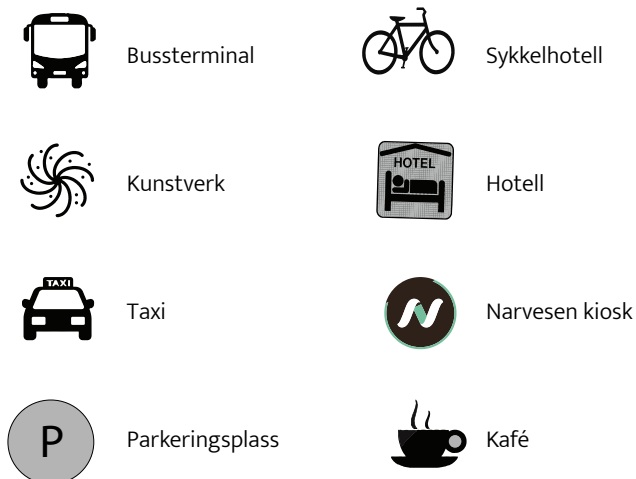 Bussterminal
Sykkelhotell
Kunstverk
HOTEL
Hotell
TAXI
Taxi
N
Narvesen kiosk
P
Parkeringsplass
Kafé